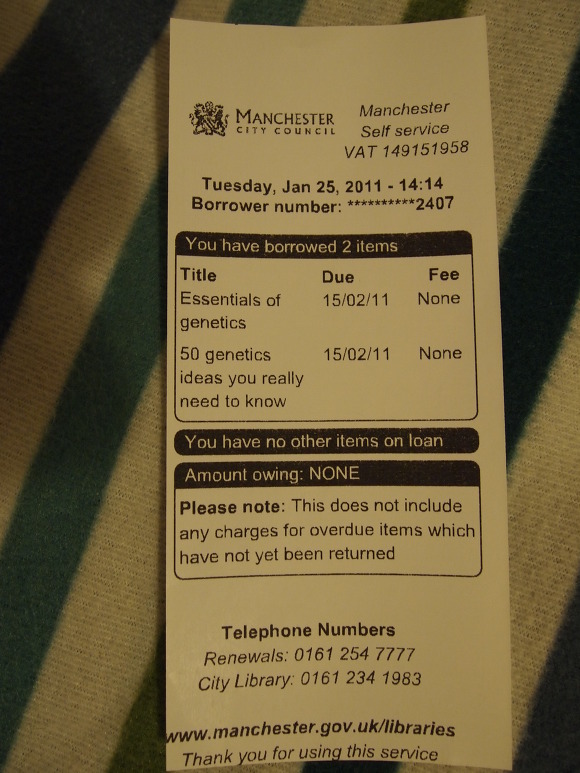 MANCHESTER
CITY COUNCIL
Manchester
Self service
VAT 149151958
Tuesday, Jan 25, 2011 - 14:14
Borrower number: **********2407
You have borrowed 2 items
Title Due Fee
Essentials of 15/02/11 None
genetics
50 genetics 15/02/11 None
ideas you really
need to know
You have no other items on loan
Amount owing: NONE
Please note: This does not include
any charges for overdue items which
have not yet been returned
Telephone Numbers
Renewals: 0161 254 7777
City Library: 0161 234 1983
www.manchester.gov.uk/libraries
Thank you for using this service